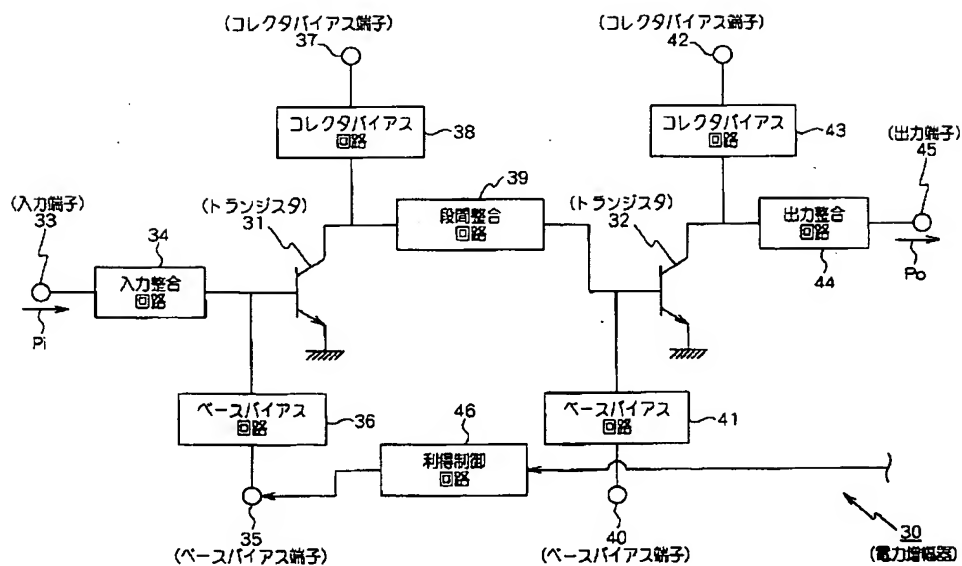 (コレクタバイアス端子)
37
(コレクタバイアス端子)
42
コレクタバイアス
回路
38
コレクタバイアス
回路
43
(出力端子)
45
39
(入力端子)
33
(トランジスタ)
31
段間整合
回路
(トランジスタ)
32
出力整合
回路
44
Po
34
入力整合
回路
Pi
ベースバイアス
回路
36
46
利得制御
回路
ベースバイアス
回路
41
35
(ベースバイアス端子)
40
(ベースバイアス端子)
30
(電力増幅器)